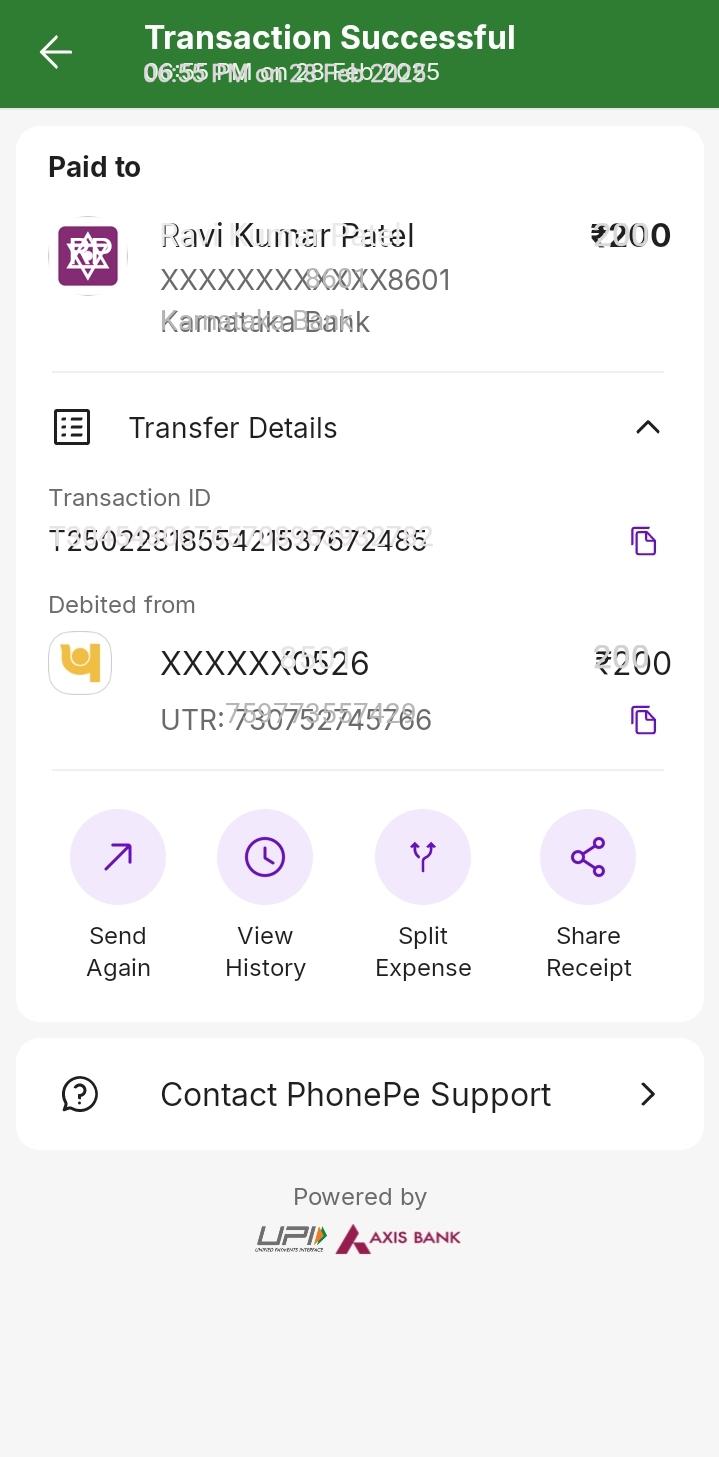 Transaction Successful
06:55 PM on 28 Feb 2025
Paid to
Ravi Kumar Patel
₹200
XXXXXXXXXXXX8601
Karnataka Bank
Transfer Details
Transaction ID
T2502281855421537672485
Debited from
XXXXXX0526
₹200
UTR: 730752745766
Send Again
View History
Split Expense
Share Receipt
Contact PhonePe Support
Powered by
UPI
UNIFIED PAYMENTS INTERFACE
AXIS BANK